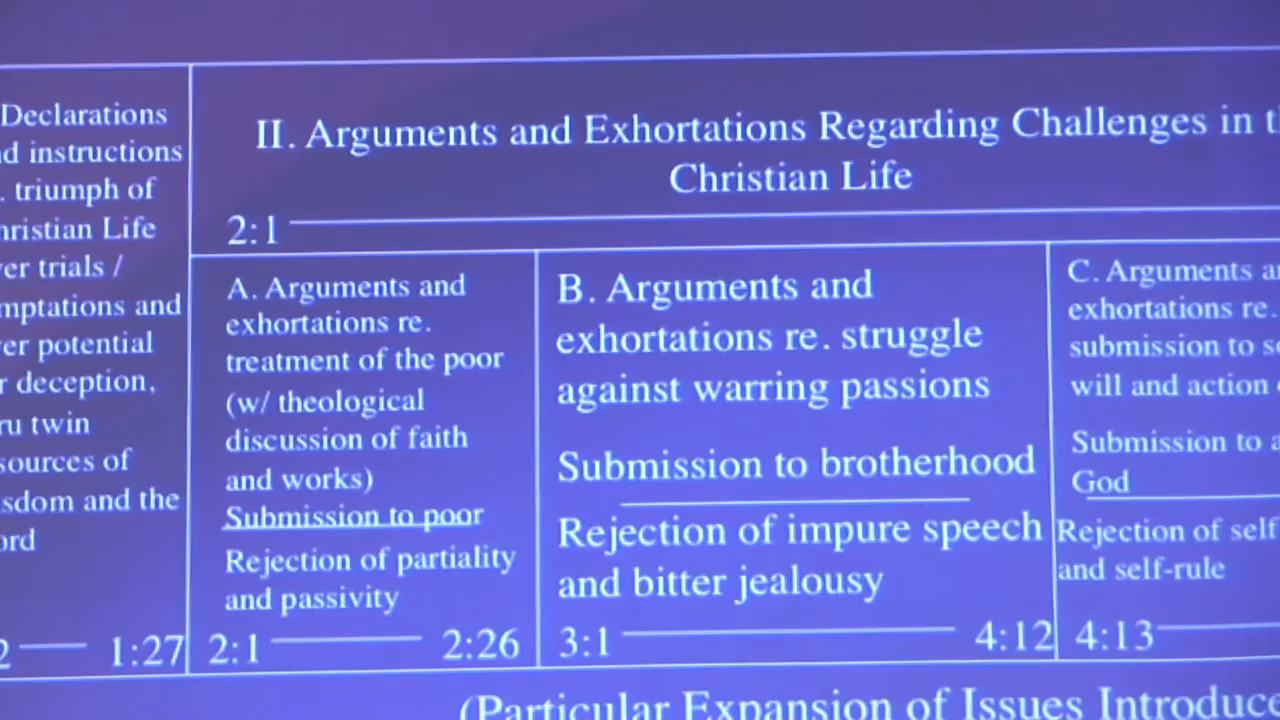 Declarations
d instructions
. triumph of
hristian Life
er trials /
mptations and
er potential
r deception,
ru twin
sources of
sdom and the
ord
2 — 1:27
II. Arguments and Exhortations Regarding Challenges in t
Christian Life
2:1
A. Arguments and
exhortations re.
treatment of the poor
(w/ theological
discussion of faith
and works)
Submission to poor
Rejection of partiality
and passivity
2:1 — 2:26
B. Arguments and
exhortations re. struggle
against warring passions
Submission to brotherhood
Rejection of impure speech
and bitter jealousy
3:1 — 4:12
C. Arguments a
exhortations re.
submission to s
will and action
Submission to a
God
Rejection of self
and self-rule
4:13
(Particular Expansion of Issues Introduce